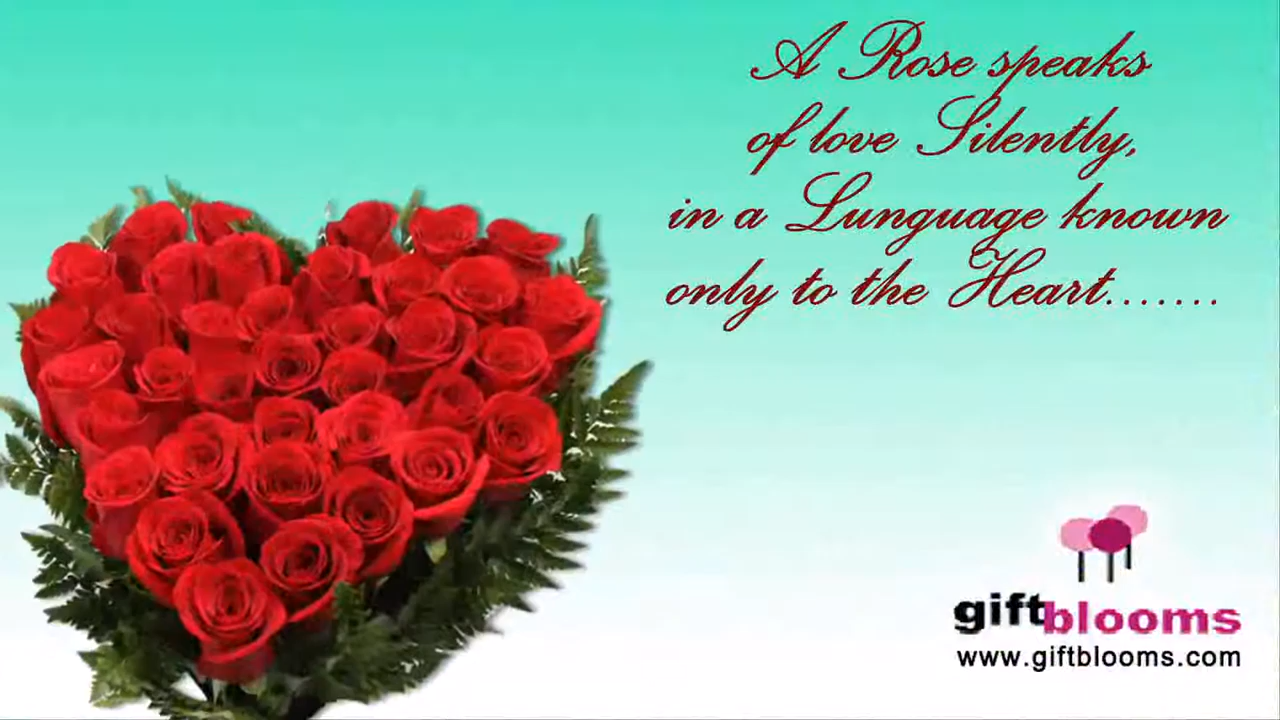 A Rose speaks
of love Silently,
in a Lunguage known
only to the Heart.......
giftblooms
www.giftblooms.com